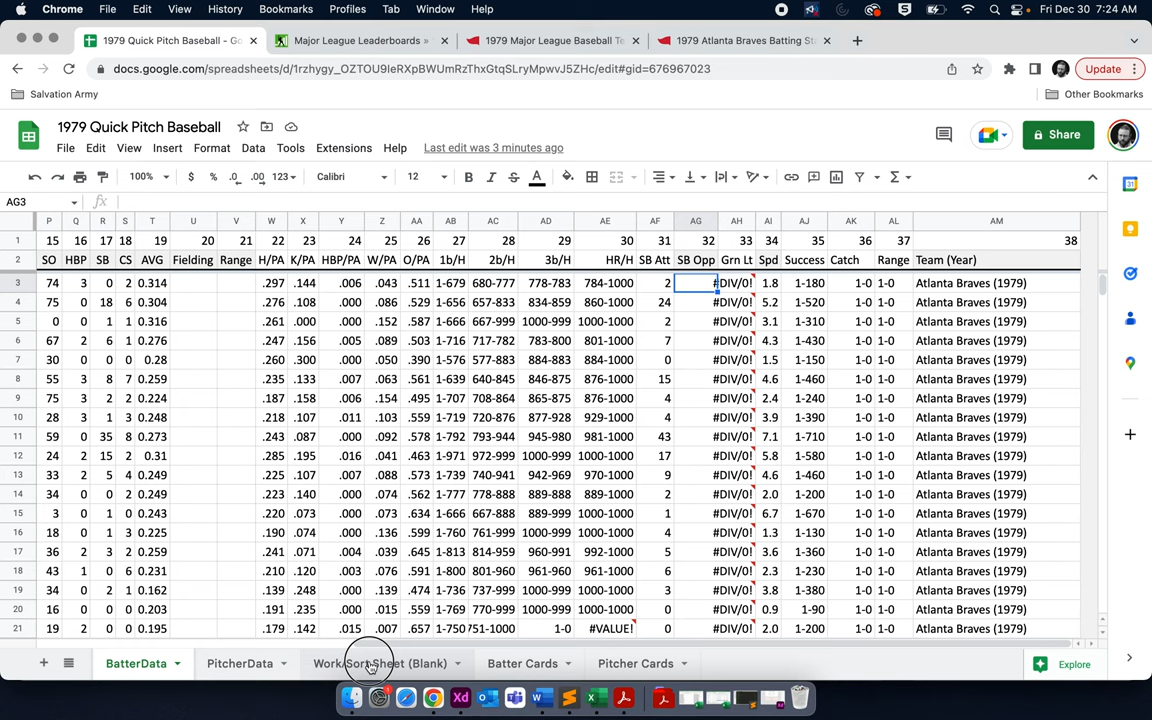 Chrome File Edit View History Bookmarks Profiles Tab Window Help Fri Dec 30 7:24 AM
1979 Quick Pitch Baseball - Go Major League Leaderboards » 1979 Major League Baseball Te 1979 Atlanta Braves Batting Sta
docs.google.com/spreadsheets/d/1rzhygy_OZTOU9IeRXpBWUmRzThxGtqSLryMpwvJ5ZHc/edit#gid=676967023 Update
Salvation Army Other Bookmarks
1979 Quick Pitch Baseball Share
File Edit View Insert Format Data Tools Extensions Help Last edit was 3 minutes ago
100% $ % .0 .00 123 Calibri 12 B I S A
AG3 fx
P Q R S T U V W X Y Z AA AB AC AD AE AF AG AH AI AJ AK AL AM
1 15 16 17 18 19 20 21 22 23 24 25 26 27 28 29 30 31 32 33 34 35 36 37 38
2 SO HBP SB CS AVG Fielding Range H/PA K/PA HBP/PA W/PA O/PA 1b/H 2b/H 3b/H HR/H SB Att SB Opp Grn Lt Spd Success Catch Range Team (Year)
3 74 3 0 2 0.314 .297 .144 .006 .043 .511 1-679 680-777 778-783 784-1000 2 #DIV/0! 1.8 1-180 1-0 1-0 Atlanta Braves (1979)
4 75 0 18 6 0.304 .276 .108 .000 .086 .529 1-656 657-833 834-859 860-1000 24 #DIV/0! 5.2 1-520 1-0 1-0 Atlanta Braves (1979)
5 0 0 1 1 0.316 .261 .000 .000 .152 .587 1-666 667-999 1000-999 1000-1000 2 #DIV/0! 3.1 1-310 1-0 1-0 Atlanta Braves (1979)
6 67 2 6 1 0.276 .247 .156 .005 .089 .503 1-716 717-782 783-800 801-1000 7 #DIV/0! 4.3 1-430 1-0 1-0 Atlanta Braves (1979)
7 30 0 0 0 0.28 .260 .300 .000 .050 .390 1-576 577-883 884-883 884-1000 0 #DIV/0! 1.5 1-150 1-0 1-0 Atlanta Braves (1979)
8 55 3 8 7 0.259 .235 .133 .007 .063 .561 1-639 640-845 846-875 876-1000 15 #DIV/0! 4.6 1-460 1-0 1-0 Atlanta Braves (1979)
9 75 3 2 2 0.224 .187 .158 .006 .154 .495 1-707 708-864 865-875 876-1000 4 #DIV/0! 2.4 1-240 1-0 1-0 Atlanta Braves (1979)
10 28 3 1 3 0.248 .218 .107 .011 .103 .559 1-719 720-876 877-928 929-1000 4 #DIV/0! 3.9 1-390 1-0 1-0 Atlanta Braves (1979)
11 59 0 35 8 0.273 .243 .087 .000 .092 .578 1-792 793-944 945-980 981-1000 43 #DIV/0! 7.1 1-710 1-0 1-0 Atlanta Braves (1979)
12 24 2 15 2 0.31 .285 .195 .016 .041 .463 1-971 972-999 1000-999 1000-1000 17 #DIV/0! 5.8 1-580 1-0 1-0 Atlanta Braves (1979)
13 33 2 5 4 0.249 .225 .107 .007 .088 .573 1-739 740-941 942-969 970-1000 9 #DIV/0! 4.6 1-460 1-0 1-0 Atlanta Braves (1979)
14 34 0 0 2 0.249 .223 .140 .000 .074 .562 1-777 778-888 889-888 889-1000 2 #DIV/0! 2.0 1-200 1-0 1-0 Atlanta Braves (1979)
15 3 0 1 0 0.243 .220 .073 .000 .073 .634 1-666 667-888 889-999 1000-1000 1 #DIV/0! 6.7 1-670 1-0 1-0 Atlanta Braves (1979)
16 18 0 1 3 0.225 .190 .074 .000 .136 .599 1-760 761-999 1000-999 1000-1000 4 #DIV/0! 1.3 1-130 1-0 1-0 Atlanta Braves (1979)
17 36 2 3 2 0.259 .241 .071 .004 .039 .645 1-813 814-959 960-991 992-1000 5 #DIV/0! 3.6 1-360 1-0 1-0 Atlanta Braves (1979)
18 43 1 0 6 0.231 .210 .120 .003 .076 .591 1-800 801-960 961-960 961-1000 6 #DIV/0! 2.3 1-230 1-0 1-0 Atlanta Braves (1979)
19 34 0 2 1 0.162 .139 .248 .000 .139 .474 1-736 737-999 1000-999 1000-1000 3 #DIV/0! 3.8 1-380 1-0 1-0 Atlanta Braves (1979)
20 16 0 0 0 0.203 .191 .235 .000 .015 .559 1-769 770-999 1000-999 1000-1000 0 #DIV/0! 0.9 1-90 1-0 1-0 Atlanta Braves (1979)
21 19 2 0 0 0.195 .179 .142 .015 .007 .657 1-750 751-1000 1-0 #VALUE! 0 #DIV/0! 2.0 1-200 1-0 1-0 Atlanta Braves (1979)
BatterData PitcherData Work/Sort Sheet (Blank) Batter Cards Pitcher Cards Explore